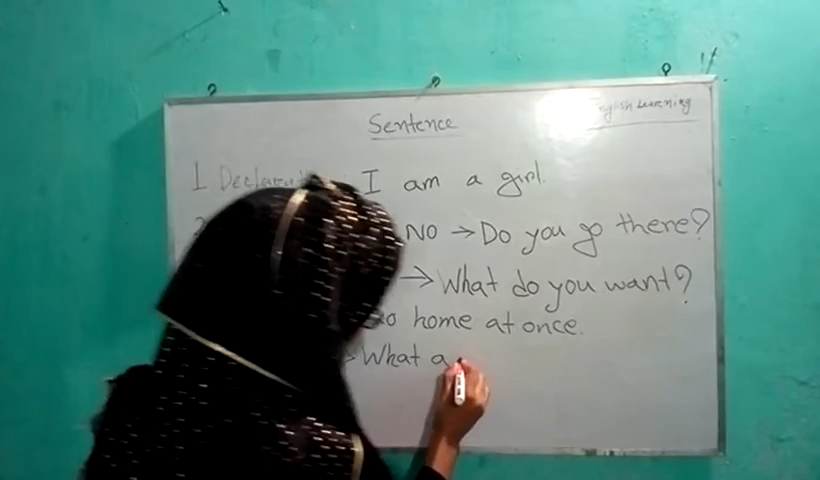 Sentence
English Learning
1 I am a girl.
NO → Do you go there?
→ What do you want?
home at once.
What a